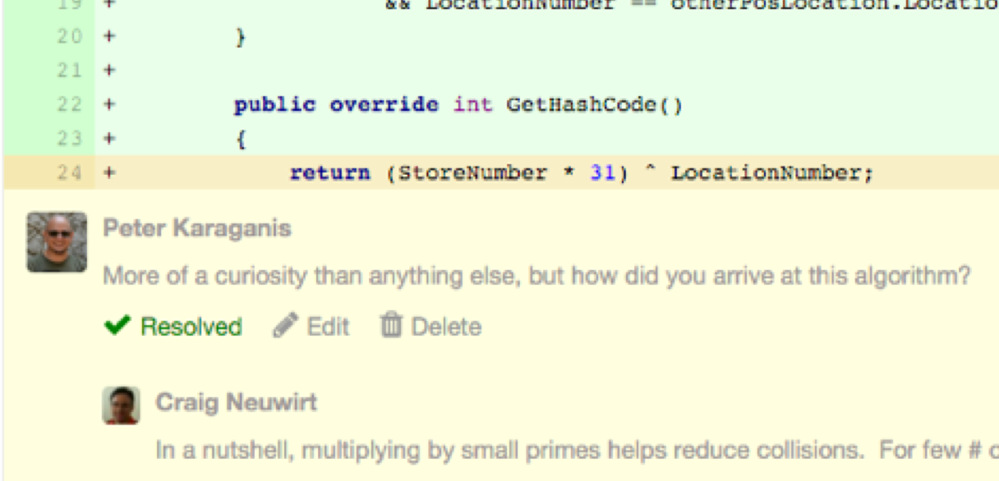 19 + && LocationNumber == otherPosLocation.Locatio
20 + }
21 +
22 + public override int GetHashCode()
23 + {
24 + return (StoreNumber * 31) ^ LocationNumber;
Peter Karaganis
More of a curiosity than anything else, but how did you arrive at this algorithm?
Resolved Edit Delete
Craig Neuwirt
In a nutshell, multiplying by small primes helps reduce collisions. For few #